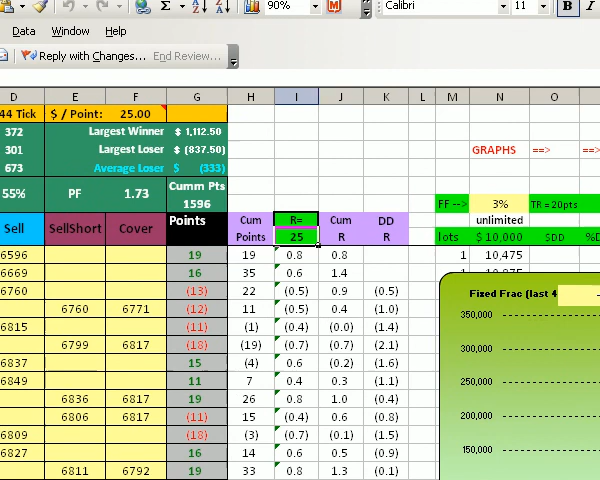 90% Calibri 11 B I
Data Window Help
Reply with Changes... End Review...
D E F G H I J K L M N O
44 Tick $ / Point: 25.00
372 Largest Winner $ 1,112.50
301 Largest Loser $ (837.50) GRAPHS ==> ==>
673 Average Loser $ (333)
55% PF 1.73 Cumm Pts
1596 FF --> 3% TR = 20pts
Sell SellShort Cover Points Cum R= Cum DD unlimited
Points 25 R R lots $ 10,000 $DD %D
6596 19 19 0.8 0.8 1 10,475
6669 16 35 0.6 1.4
6760 (13) 22 (0.5) 0.9 (0.5) Fixed Frac (last 4
6760 6771 (12) 11 (0.5) 0.4 (1.0) 350,000
6815 (11) (1) (0.4) (0.0) (1.4)
6799 6817 (18) (19) (0.7) (0.7) (2.1) 300,000
6837 15 (4) 0.6 (0.2) (1.6)
6849 11 7 0.4 0.3 (1.1) 250,000
6836 6817 19 26 0.8 1.0 (0.4)
6806 6817 (11) 15 (0.4) 0.6 (0.8) 200,000
6809 (18) (3) (0.7) (0.1) (1.5)
6827 16 14 0.6 0.5 (0.9) 150,000
6811 6792 19 33 0.8 1.3 (0.1)